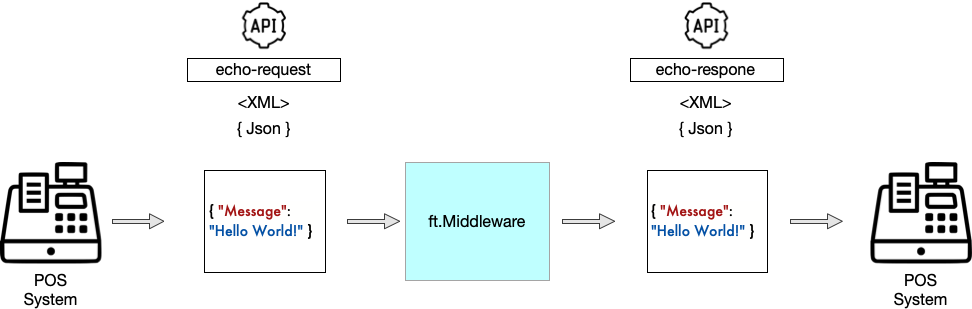 API
echo-request
<XML>
{ Json }
API
echo-respone
<XML>
{ Json }
POS
System
{ "Message":
"Hello World!" }
ft.Middleware
{ "Message":
"Hello World!" }
POS
System